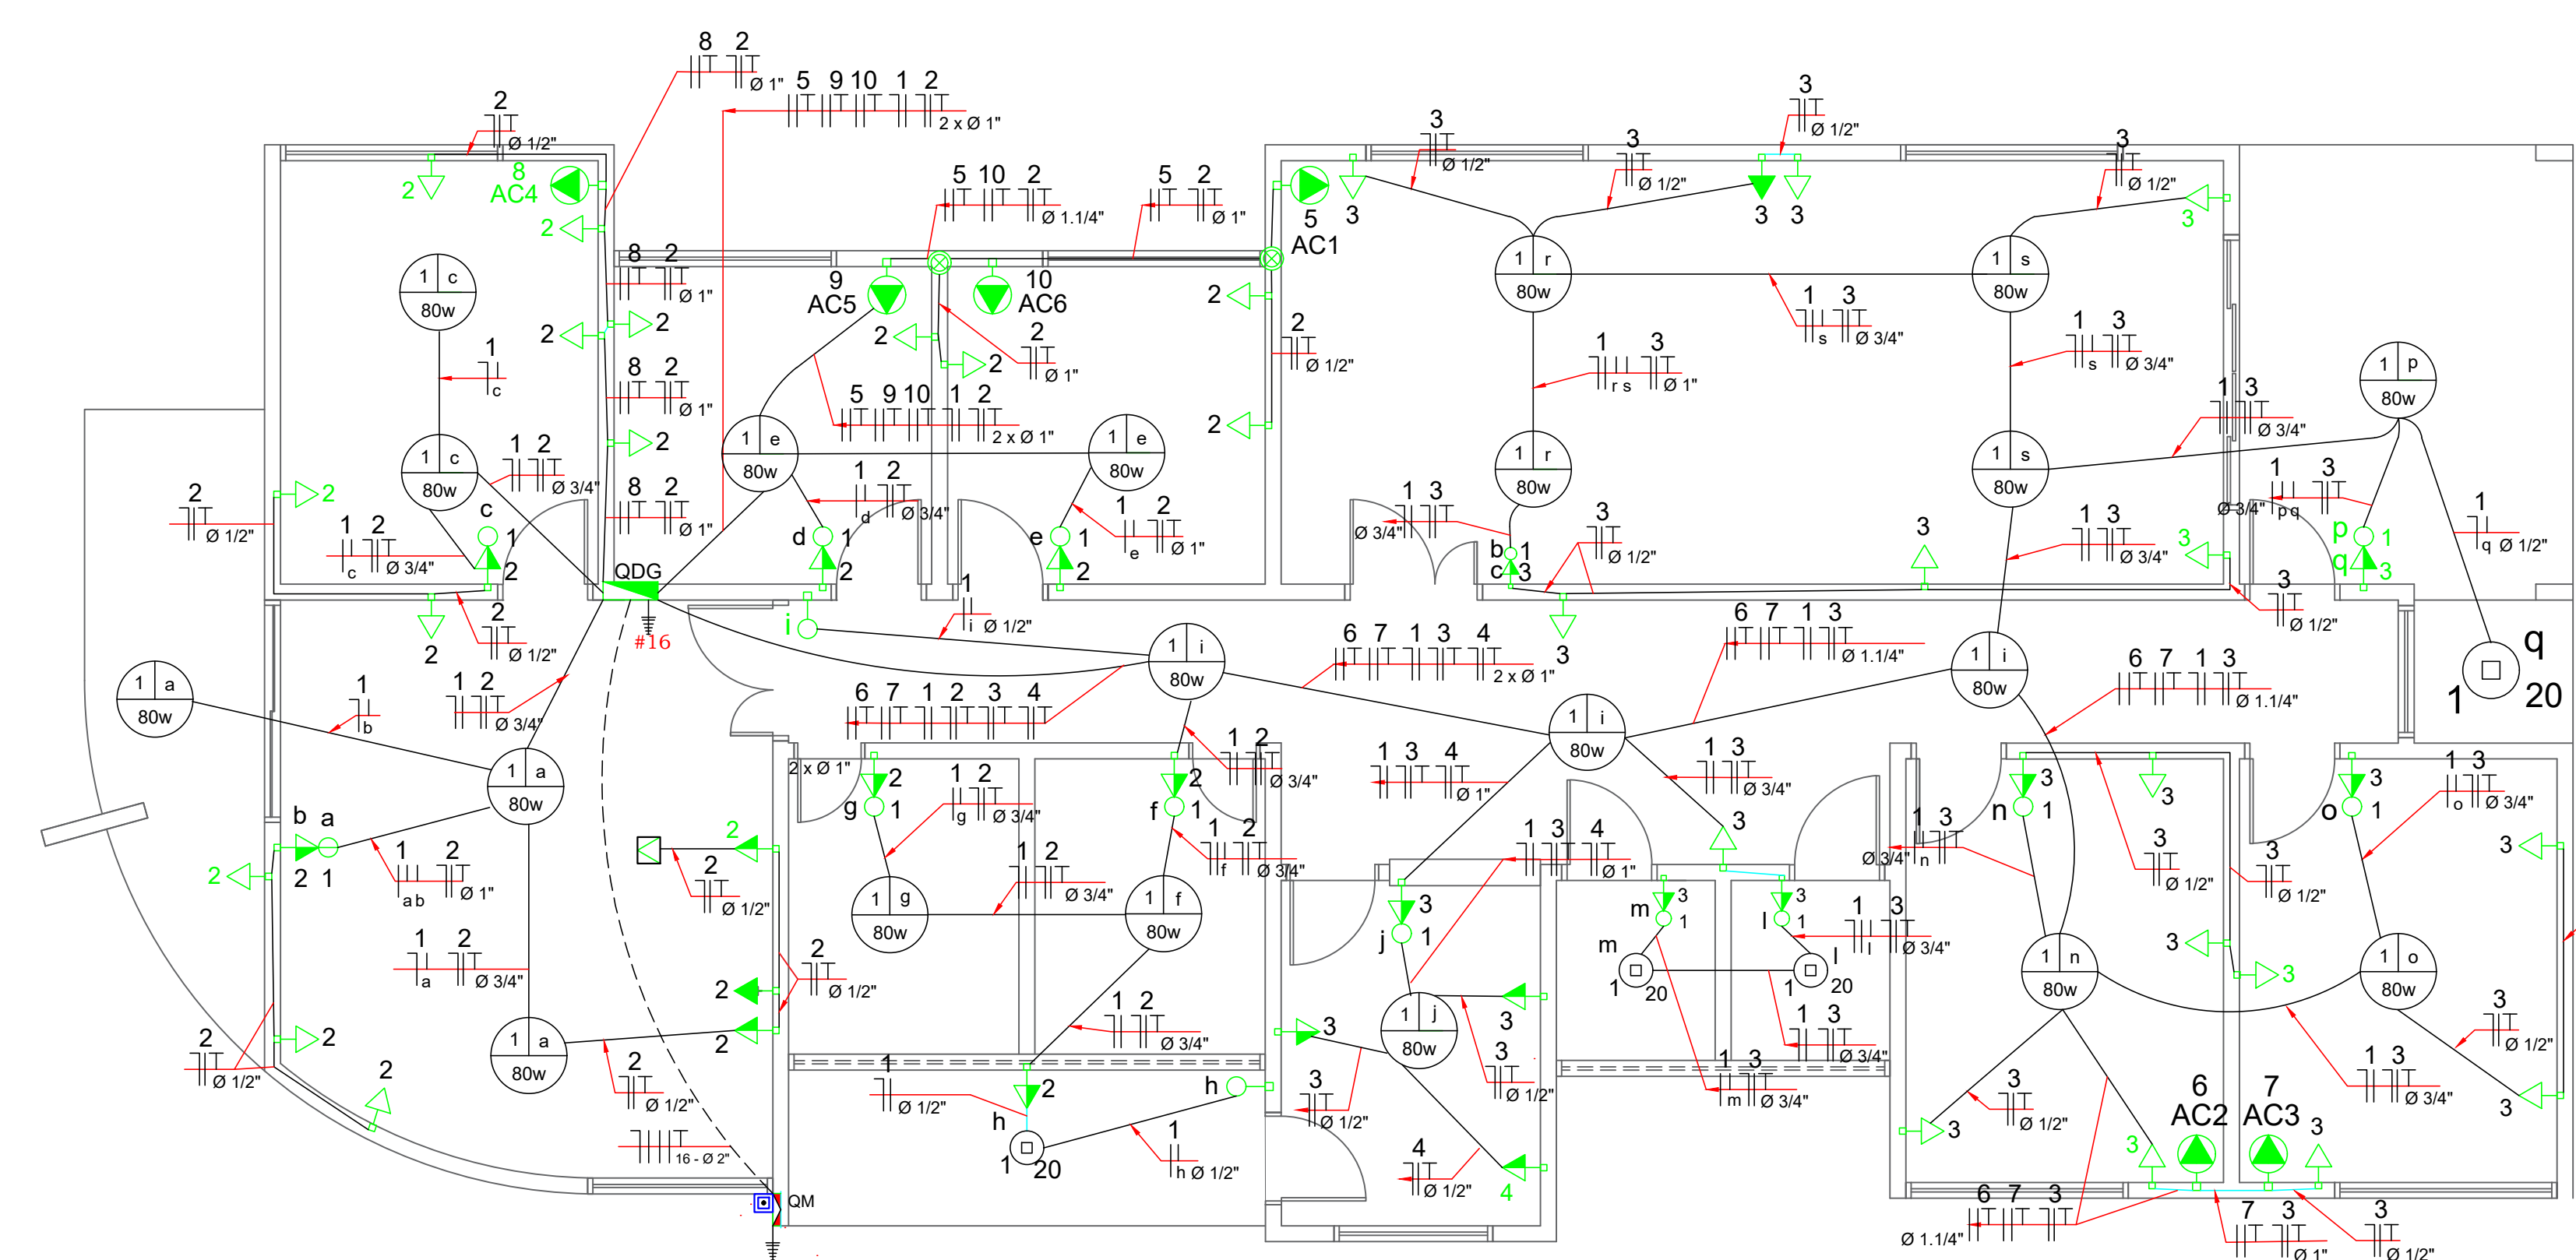 8 2
Ø 1"
5 9 10 1 2
2 x Ø 1"
2
Ø 1/2"
8
AC4
2
2
5 10 2
Ø 1.1/4"
5 2
Ø 1"
5
AC1
3
3
Ø 1/2"
3
Ø 1/2"
3
Ø 1/2"
3
Ø 1/2"
3 3
3
1 c
80w
8 2
Ø 1"
9
AC5
10
AC6
2
1 r
80w
1 s
80w
1
c
2
2
2
2
2
Ø 1"
2
Ø 1/2"
1 3
r s Ø 1"
1 3
s Ø 3/4"
1 3
s Ø 3/4"
1 p
80w
8 2
Ø 1"
5 9 10 1 2
2 x Ø 1"
2
1 3
Ø 3/4"
1 c
80w
1 2
Ø 3/4"
2
1 e
80w
1 e
80w
1 r
80w
1 s
80w
2
Ø 1/2"
2
c
1
2
1 2
c Ø 3/4"
8 2
Ø 1"
1 2
d Ø 3/4"
d 1
2
e 1
2
1 2
e Ø 1"
1 3
Ø 3/4"
b 1
c 3
3
Ø 1/2"
3
1 3
Ø 3/4"
3
1 3
Ø 3/4" p q
p 1
q 3
1
q Ø 1/2"
QDG
#16
2
Ø 1/2"
2
i
1
i Ø 1/2"
3
3
Ø 1/2"
1 a
80w
1
b
1 2
Ø 3/4"
1 i
80w
6 7 1 2 3 4
2 x Ø 1"
6 7 1 3 4
2 x Ø 1"
6 7 1 3
Ø 1.1/4"
1 i
80w
1 i
80w
6 7 1 3
Ø 1.1/4"
q
1 20
1 a
80w
1 2
Ø 3/4"
1 3 4
Ø 1"
1 3
Ø 3/4"
2
g 1
1 2
g Ø 3/4"
2
f 1
1 2
f Ø 3/4"
3
n 1
3
3
o 1
1 3
o Ø 3/4"
b a
2 1
2
1 2
a b Ø 1"
2
2
Ø 1/2"
1 2
Ø 3/4"
1 3 4
Ø 1"
3
1 3
Ø 3/4" n
3
Ø 1/2"
3
Ø 1/2"
3
1 g
80w
1 f
80w
3
j 1
3
m 1
3
l 1
1 3
l Ø 3/4"
m
1 20
l
1 20
1 2
a Ø 3/4"
2
2
Ø 1/2"
3
3
1 n
80w
1 o
80w
1 a
80w
2
2
Ø 1/2"
1 2
Ø 3/4"
3
1 j
80w
3
3
Ø 1/2"
1 3
Ø 3/4"
1 3
m Ø 3/4"
1 3
Ø 3/4"
3
Ø 1/2"
3
2
2
Ø 1/2"
2
1
Ø 1/2"
2
h
1 20
h
1
h Ø 1/2"
3
Ø 1/2"
4
Ø 1/2"
4
3
3
Ø 1/2"
3
6
AC2
7
AC3
3
16 - Ø 2"
QM
6 7 3
Ø 1.1/4"
7 3
Ø 1"
3
Ø 1/2"